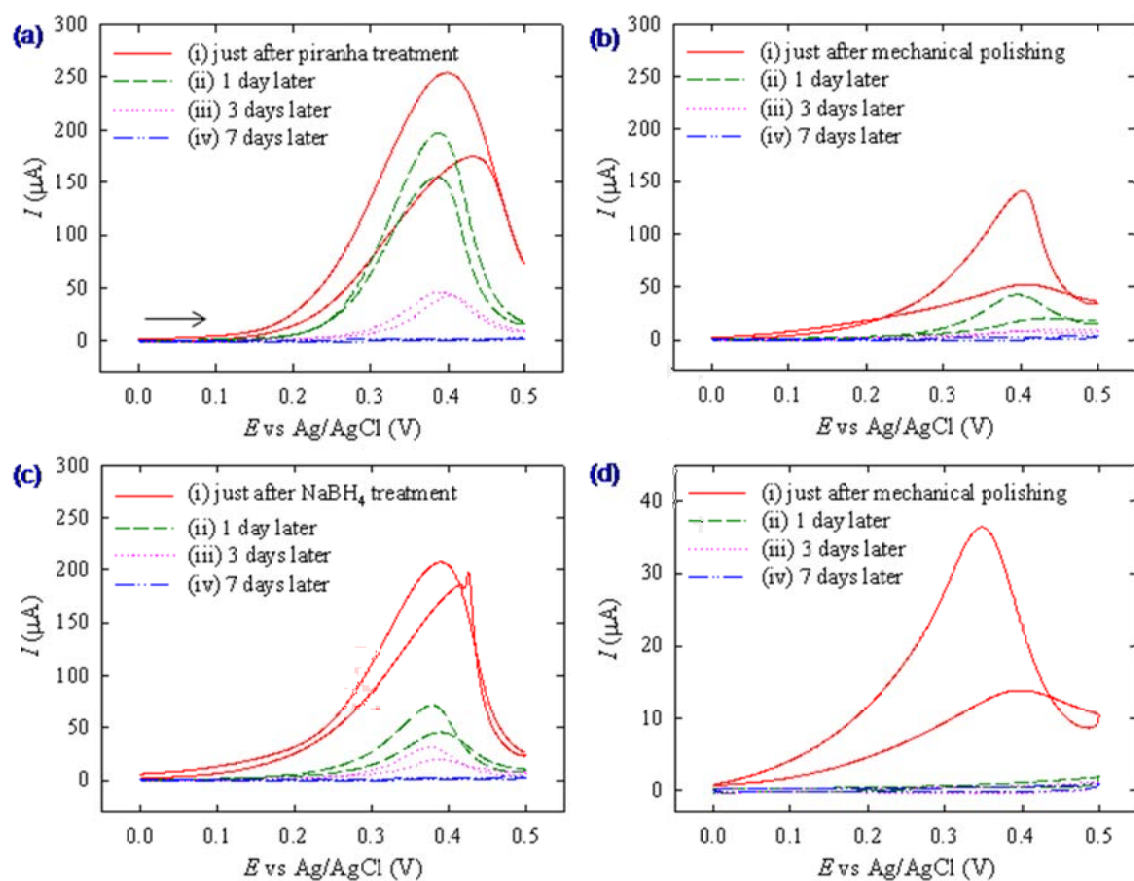 (a)
300
250
200
150
100
50
0
I (μA)
(i) just after piranha treatment
(ii) 1 day later
(iii) 3 days later
(iv) 7 days later
0.0 0.1 0.2 0.3 0.4 0.5
E vs Ag/AgCl (V)
(b)
300
250
200
150
100
50
0
I (μA)
(i) just after mechanical polishing
(ii) 1 day later
(iii) 3 days later
(iv) 7 days later
0.0 0.1 0.2 0.3 0.4 0.5
E vs Ag/AgCl (V)
(c)
300
250
200
150
100
50
0
I (μA)
(i) just after NaBH₄ treatment
(ii) 1 day later
(iii) 3 days later
(iv) 7 days later
0.0 0.1 0.2 0.3 0.4 0.5
E vs Ag/AgCl (V)
(d)
40
30
20
10
0
I (μA)
(i) just after mechanical polishing
(ii) 1 day later
(iii) 3 days later
(iv) 7 days later
0.0 0.1 0.2 0.3 0.4 0.5
E vs Ag/AgCl (V)